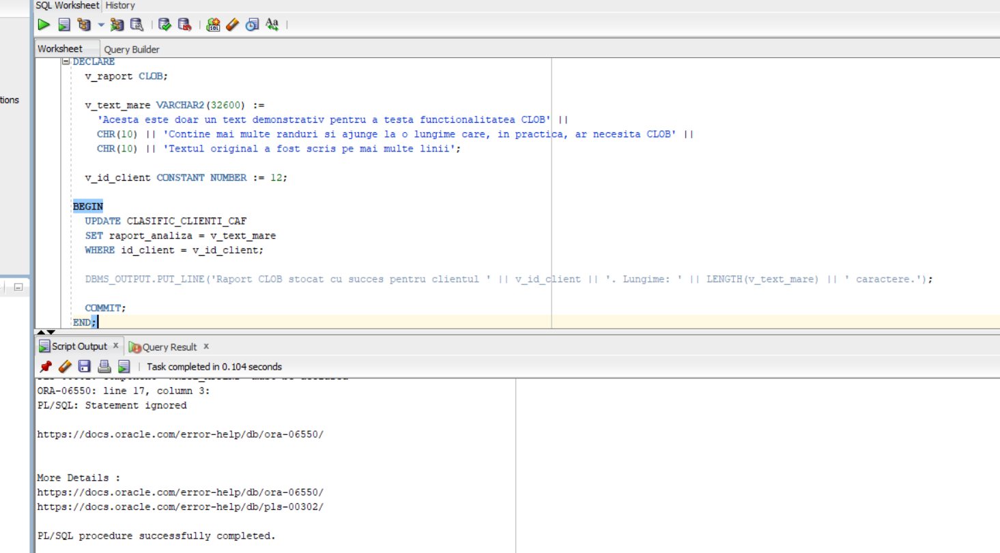 SQL Worksheet History
Worksheet Query Builder
DECLARE
v_raport CLOB;
tions
v_text_mare VARCHAR2(32600) :=
'Acesta este doar un text demonstrativ pentru a testa functionalitatea CLOB' ||
CHR(10) || 'Contine mai multe randuri si ajunge la o lungime care, in practica, ar necesita CLOB' ||
CHR(10) || 'Textul original a fost scris pe mai multe linii';
v_id_client CONSTANT NUMBER := 12;
BEGIN
UPDATE CLASIFIC_CLIENTI_CAF
SET raport_analiza = v_text_mare
WHERE id_client = v_id_client;
DBMS_OUTPUT.PUT_LINE('Raport CLOB stocat cu succes pentru clientul ' || v_id_client || '. Lungime: ' || LENGTH(v_text_mare) || ' caractere.');
COMMIT;
END;
Script Output x Query Result x
Task completed in 0.104 seconds
ORA-06550: line 17, column 3:
PL/SQL: Statement ignored
https://docs.oracle.com/error-help/db/ora-06550/
More Details :
https://docs.oracle.com/error-help/db/ora-06550/
https://docs.oracle.com/error-help/db/pls-00302/
PL/SQL procedure successfully completed.